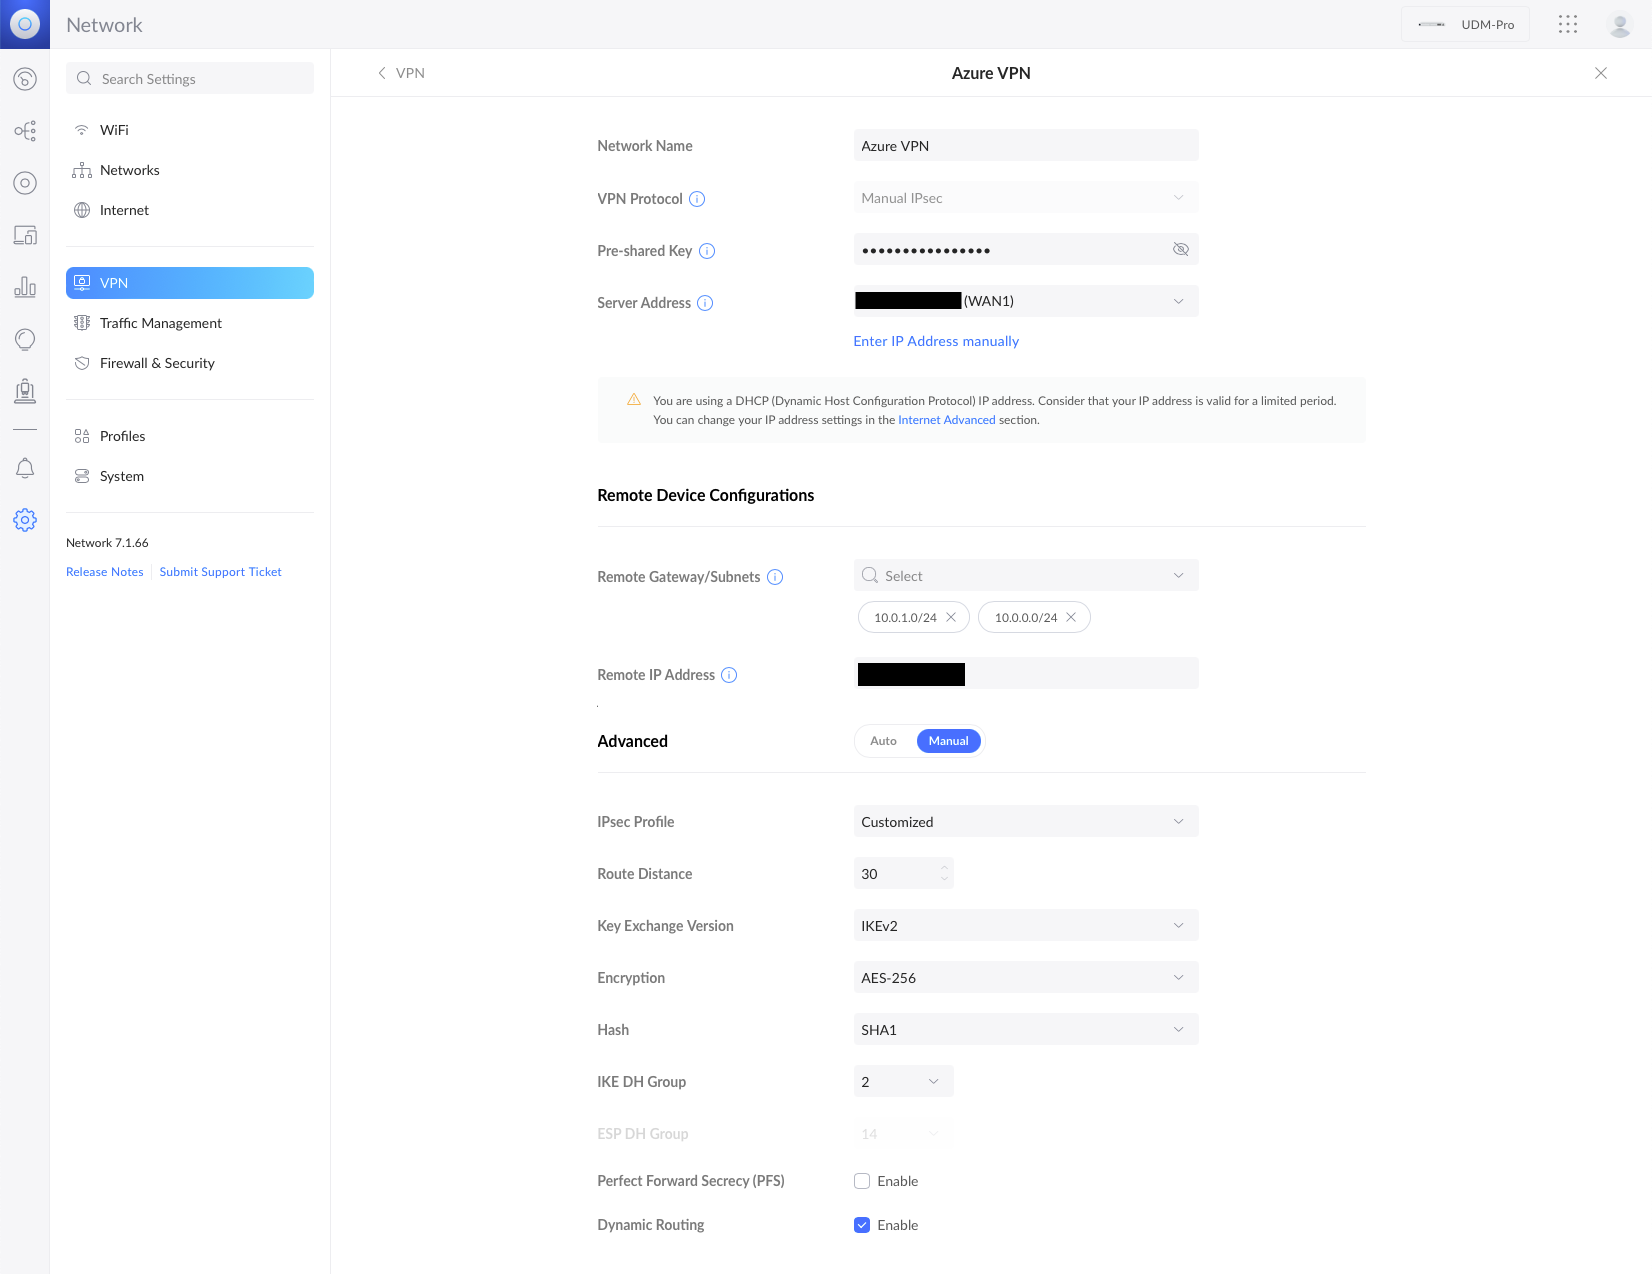 Network
UDM-Pro
Search Settings
WiFi
Networks
Internet
VPN
Traffic Management
Firewall & Security
Profiles
System
Network 7.1.66
Release Notes
Submit Support Ticket
VPN
Azure VPN
Network Name
Azure VPN
VPN Protocol
Manual IPsec
Pre-shared Key
••••••••••••••••
Server Address
(WAN1)
Enter IP Address manually
You are using a DHCP (Dynamic Host Configuration Protocol) IP address. Consider that your IP address is valid for a limited period.
You can change your IP address settings in the Internet Advanced section.
Remote Device Configurations
Remote Gateway/Subnets
Select
10.0.1.0/24
10.0.0.0/24
Remote IP Address
.
Advanced
Auto
Manual
IPsec Profile
Customized
Route Distance
30
Key Exchange Version
IKEv2
Encryption
AES-256
Hash
SHA1
IKE DH Group
2
ESP DH Group
14
Perfect Forward Secrecy (PFS)
Enable
Dynamic Routing
Enable